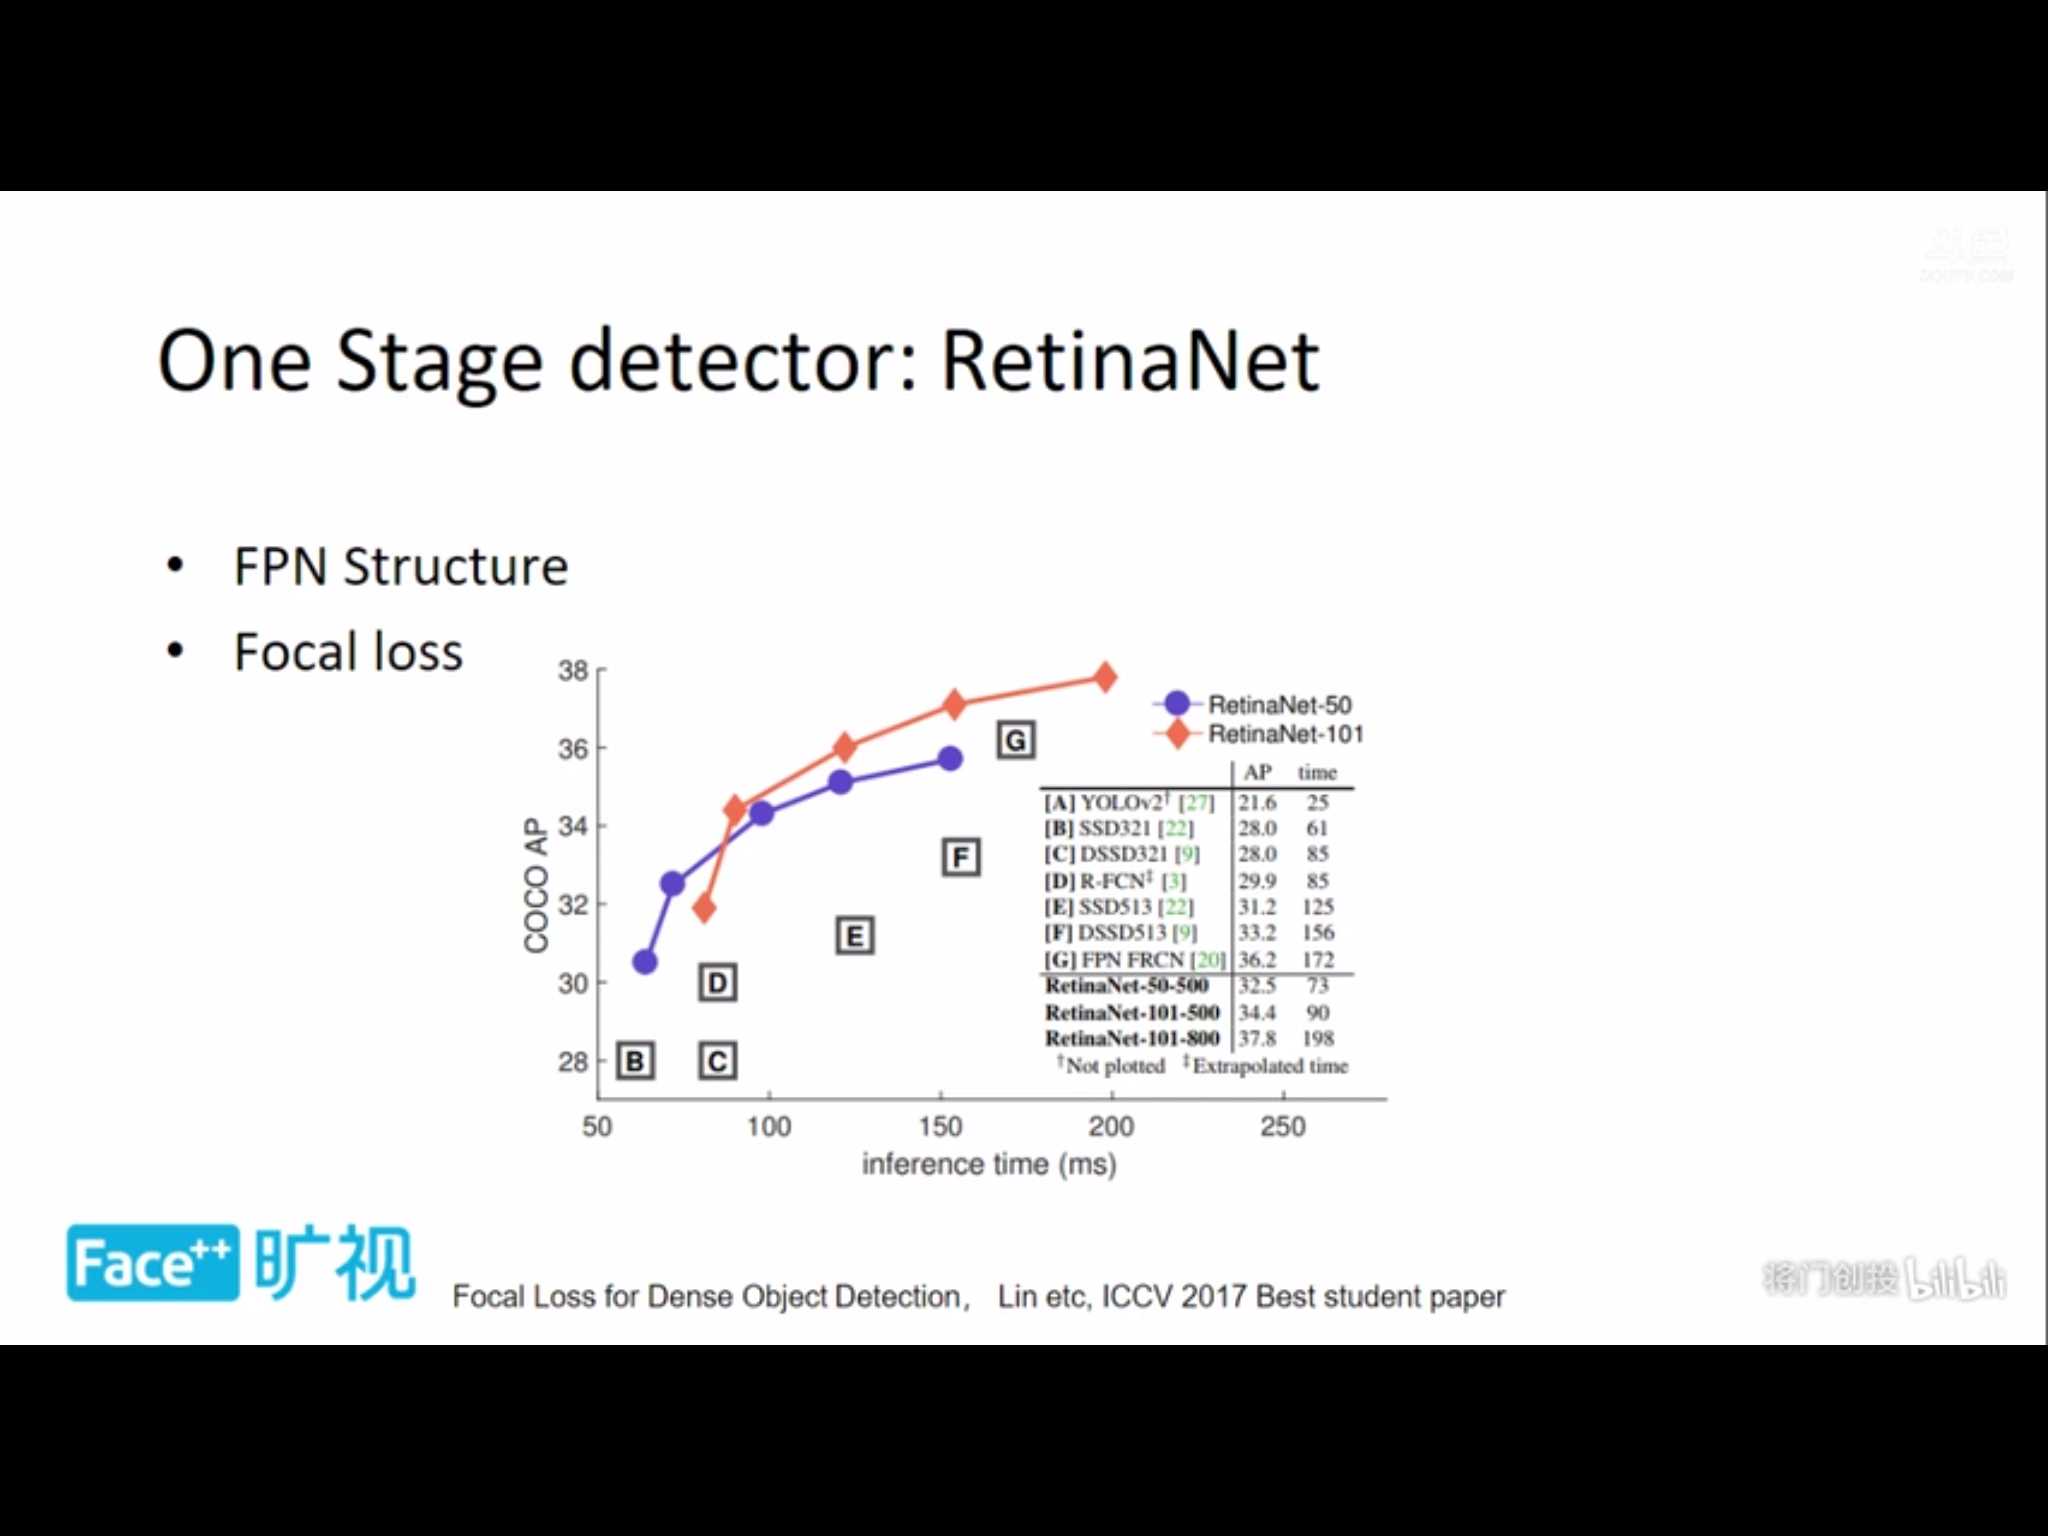 One Stage detector: RetinaNet
• FPN Structure
• Focal loss
COCO AP
38
36
34
32
30
28
50 100 150 200 250
inference time (ms)
B
C
D
E
F
G
RetinaNet-50
RetinaNet-101
AP time
[A] YOLOv2† [27] 21.6 25
[B] SSD321 [22] 28.0 61
[C] DSSD321 [9] 28.0 85
[D] R-FCN‡ [3] 29.9 85
[E] SSD513 [22] 31.2 125
[F] DSSD513 [9] 33.2 156
[G] FPN FRCN [20] 36.2 172
RetinaNet-50-500 32.5 73
RetinaNet-101-500 34.4 90
RetinaNet-101-800 37.8 198
†Not plotted ‡Extrapolated time
Face++ 旷视
Focal Loss for Dense Object Detection, Lin etc, ICCV 2017 Best student paper
将门创投 bilibili